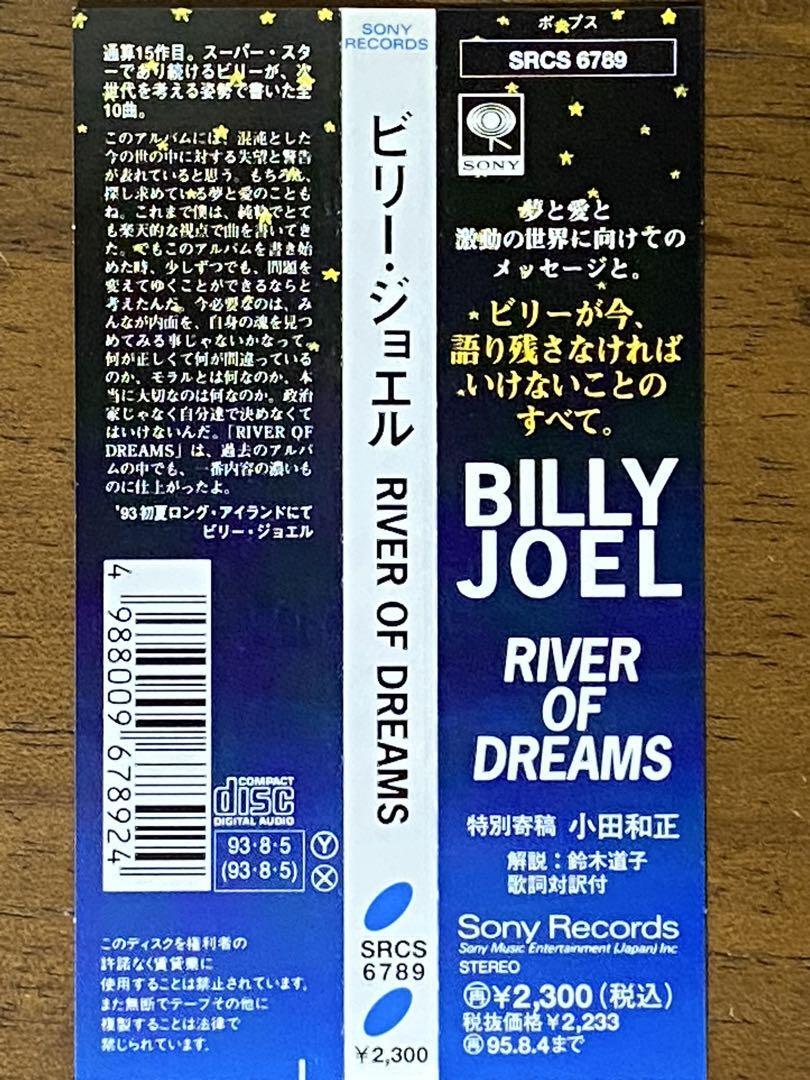 通算15作目。スーパー・スタ
ーであり続けるビリーが、次
世代を考える姿勢で書いた全
10曲。
このアルバムには、混沌とした
今の世の中に対する失望と警告
が表れていると思う。もちろん、
探し求めている夢と愛のことも
ね。これまで僕は、純粋でとて
も楽天的な視点で曲を書いてき
た。でもこのアルバムを書き始
めた時、少しずつでも、問題を
変えてゆくことができるならと
考えたんだ。今必要なのは、み
んなが内面を、自身の魂を見つ
めてみる事じゃないかなって。
何が正しくて何が間違っている
のか、モラルとは何なのか、本
当に大切なのは何なのか。政治
家じゃなく自分達で決めなくて
はいけないんだ。「RIVER OF
DREAMS」は、過去のアルバ
ムの中でも、一番内容の濃いも
のに仕上がったよ。
'93初夏ロング・アイランドにて
ビリー・ジョエル
4 988009 678924
COMPACT
disc
DIGITAL AUDIO
93・8・5
(93・8・5)
Y
X
このディスクを権利者の
許諾なく賃貸業に
使用することは禁止されています。
また無断でテープその他に
複製することは法律で
禁じられています。
SONY
RECORDS
ビリー・ジョエル RIVER OF DREAMS
SRCS
6789
¥2,300
ポップス
SRCS 6789
SONY
夢と愛と
激動の世界に向けての
メッセージと。
ビリーが今、
語り残さなければ
いけないことの
すべて。
BILLY
JOEL
RIVER
OF
DREAMS
特別寄稿 小田和正
解説：鈴木道子
歌詞対訳付
Sony Records
Sony Music Entertainment (Japan) Inc
STEREO
㊢¥2,300(税込)
税抜価格¥2,233
㊢95.8.4まで